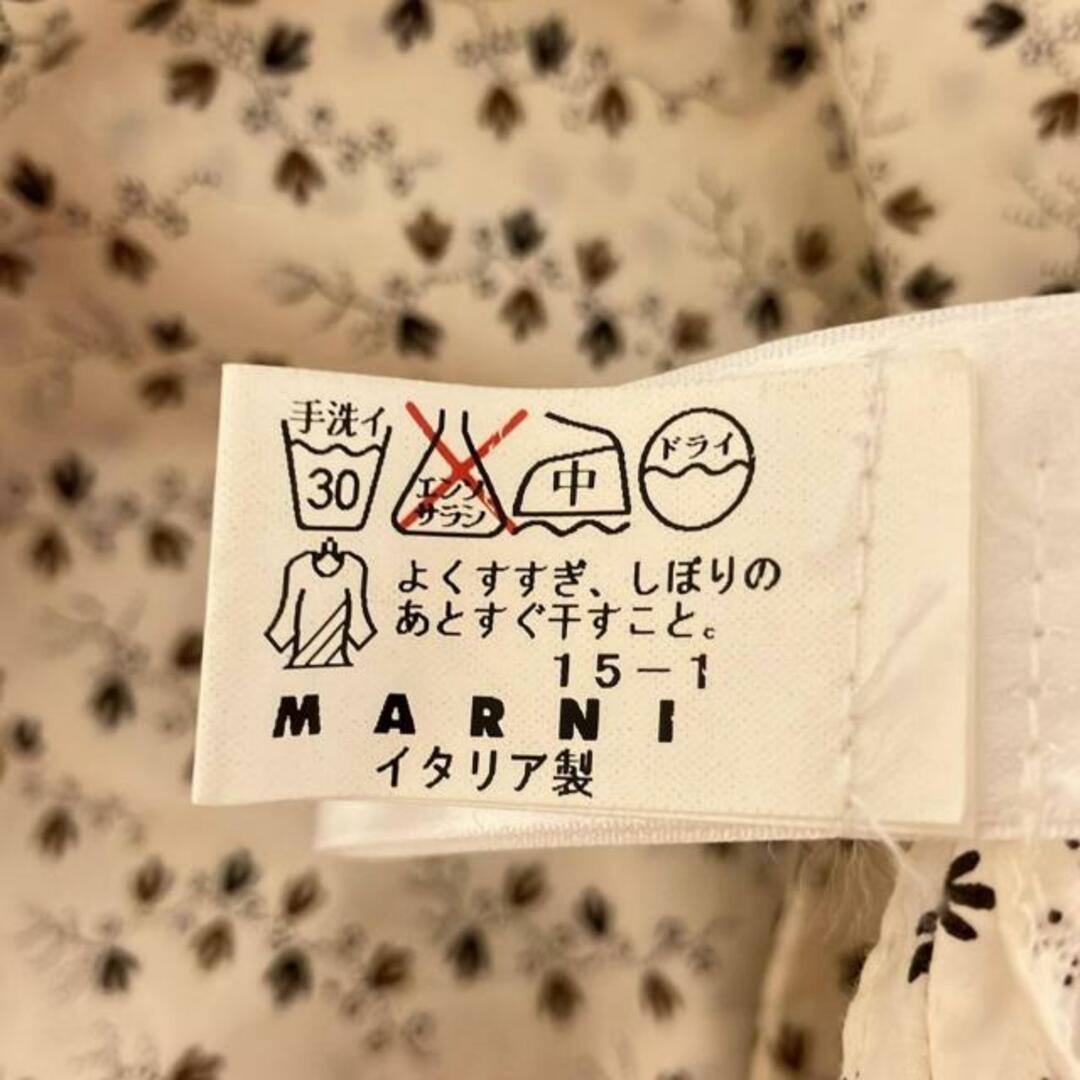 手洗イ
30
エンソ
サラシ
中
ドライ
よくすすぎ、しぼりの
あとすぐ干すこと。
15-1
MARNI
イタリア製